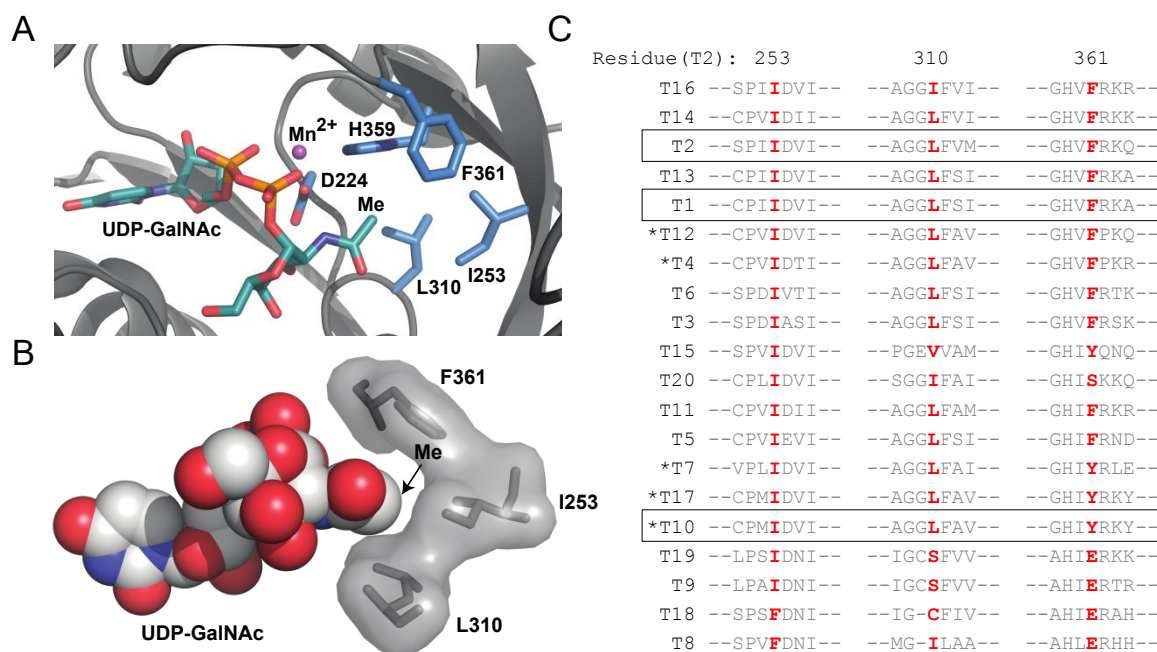 A
Mn2+
H359
F361
D224
Me
UDP-GalNAc
I253
L310
B
F361
Me
I253
L310
UDP-GalNAc
C
Residue(T2): 253 310 361
T16 --SPIIDVI-- --AGGIFVI-- --GHVFRKR--
T14 --SPVIDII-- --AGGLFVI-- --GHVFRKK--
T2 --SPIIDVI-- --AGGLFVM-- --GHVFRKQ--
T13 --CPIIDVI-- --AGGLFSI-- --GHVFRKA--
T1 --CPIIDVI-- --AGGLFSI-- --GHVFRKA--
*T12 --CPVIDVI-- --AGGLFAV-- --GHVFPKQ--
*T4 --CPVIDTI-- --AGGLFAV-- --GHVFPKR--
T6 --SPDIVTI-- --AGGLFSI-- --GHVFRTK--
T3 --SPDIASI-- --AGGLFSI-- --GHVFRSK--
T15 --SPVIDVI-- --PGEVVAM-- --GHIYQNQ--
T20 --CPLIDVI-- --SGGIFAI-- --GHISKKQ--
T11 --CPVIDII-- --AGGLFAM-- --GHIFRKR--
T5 --CPVIEVI-- --AGGLFSI-- --GHIFRND--
*T7 --VPLIDVI-- --AGGLFAI-- --GHIYRLE--
*T17 --CPMIDVI-- --AGGLFAV-- --GHIYRKY--
*T10 --CPMIDVI-- --AGGLFAV-- --GHIYRKY--
T19 --LPSIDNI-- --IGCSFVV-- --AHIERKK--
T9 --LPAIDNI-- --IGCSFVV-- --AHIERTR--
T18 --SPSFDNI-- --IG-CFIV-- --AHIERAH--
T8 --SPVFDNI-- --MG-ILAA-- --AHLERHH--